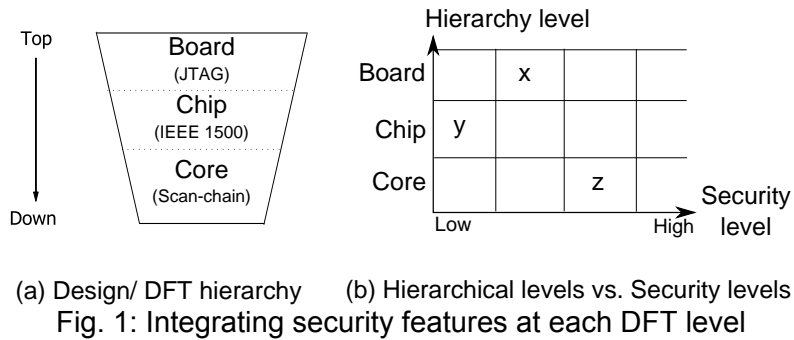 Top
Down
Board
(JTAG)
Chip
(IEEE 1500)
Core
(Scan-chain)
Hierarchy level
Board
x
Chip
y
Core
z
Low
High
Security
level
(a) Design/ DFT hierarchy
(b) Hierarchical levels vs. Security levels
Fig. 1: Integrating security features at each DFT level